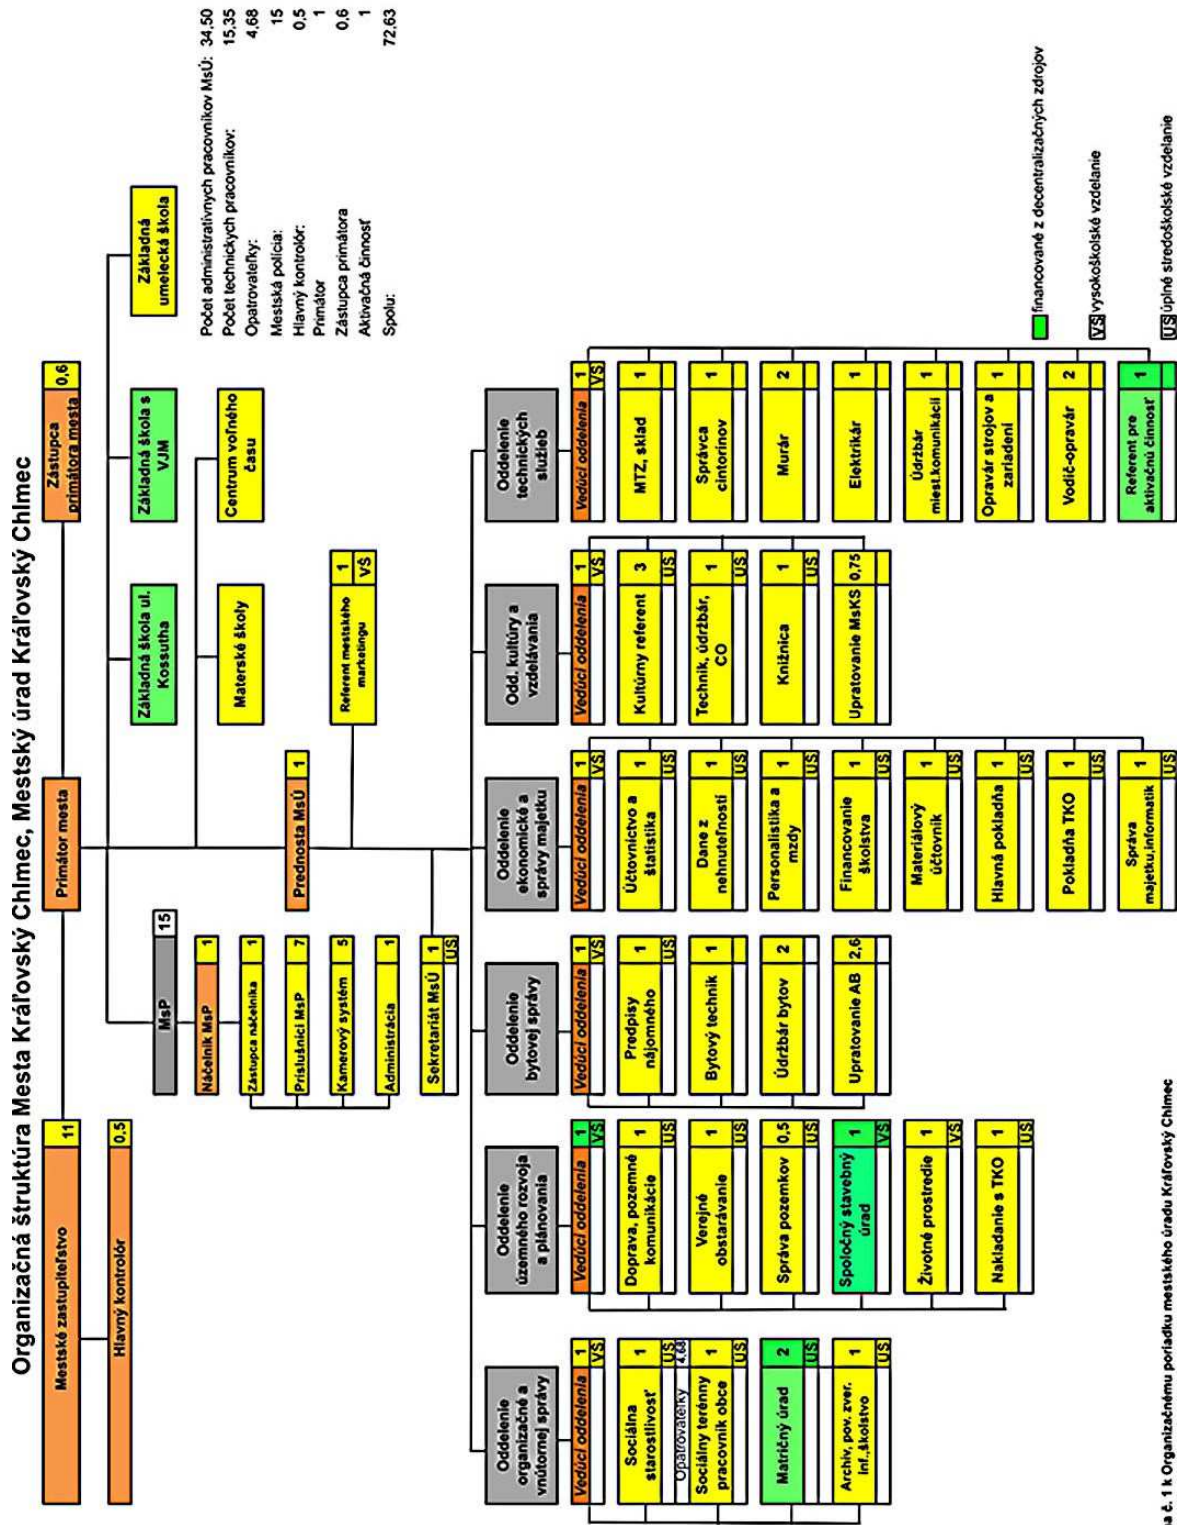 Organizačná štruktúra Mesta Kráľovský Chlmec, Mestský úrad Kráľovský Chlmec
Mestské zastupiteľstvo
11
Primátor mesta
Zástupca
primátora mesta
0,6
Hlavný kontrolór
0,5
MsP
15
Základná škola ul.
Kossutha
Základná škola s
VJM
Základná
umelecká škola
Náčelník MsP
1
Zástupca náčelníka
1
Príslušníci MsP
7
Kamerový systém
5
Administrácia
1
Materské školy
Centrum voľného
času
Prednosta MsÚ
1
Referent mestského
marketingu
1
VŠ
Sekretariát MsÚ
1
ÚS
Počet administratívnych pracovníkov MsÚ: 34,50
Počet technických pracovníkov: 15,35
Opatrovateľky: 4,68
Mestská polícia: 15
Hlavný kontrolór: 0,5
Primátor 1
Zástupca primátora 0,6
Aktivačná činnosť 1
Spolu: 72,63
Oddelenie
organizačné a
vnútornej správy
Vedúci oddelenia
1
VS
Sociálna
starostlivosť
1
ÚS
Opatrovateľky
4,68
Sociálny terénny
pracovník obce
1
ÚS
Matričný úrad
2
ÚS
Archiv, pov. zver.
inf.,školstvo
1
ÚS
Oddelenie
územného rozvoja
a plánovania
Vedúci oddelenia
1
VS
Doprava, pozemné
komunikácie
1
ÚS
Verejné
obstarávanie
1
ÚS
Správa pozemkov
0,5
ÚS
Spoločný stavebný
úrad
1
VS
Životné prostredie
1
VS
Nakladanie s TKO
1
ÚS
Oddelenie
bytovej správy
Vedúci oddelenia
1
VS
Predpisy
nájomného
1
ÚS
Bytový technik
1
Údržbár bytov
2
Upratovanie AB
2,6
Oddelenie
ekonomické a
správy majetku
Vedúci oddelenia
1
VS
Účtovníctvo a
štatistika
1
ÚS
Dane z
nehnuteľností
1
ÚS
Personalistika a
mzdy
1
ÚS
Financovanie
školstva
1
ÚS
Materiálový
účtovník
1
ÚS
Hlavná pokladňa
1
ÚS
Pokladňa TKO
1
ÚS
Správa
majetku,informatik
1
ÚS
Odd. kultúry a
vzdelávania
Vedúci oddelenia
1
VS
Kultúrny referent
3
ÚS
Technik, údržbár,
CO
1
ÚS
Knižnica
1
ÚS
Upratovanie MsKS
0,75
Oddelenie
technických
služieb
Vedúci oddelenia
1
VS
MTZ, sklad
1
Správca
cintorínov
1
Murár
2
Elektrikár
1
Údržbár
miest.komunikácií
1
Opravár strojov a
zariadení
1
Vodič-opravár
2
Referent pre
aktivačnú činnosť
1
financované z decentralizačných zdrojov
VS vysokoškolské vzdelanie
ÚS úplné stredoškolské vzdelanie
č. 1 k Organizačnému poriadku mestského úradu Kráľovský Chlmec